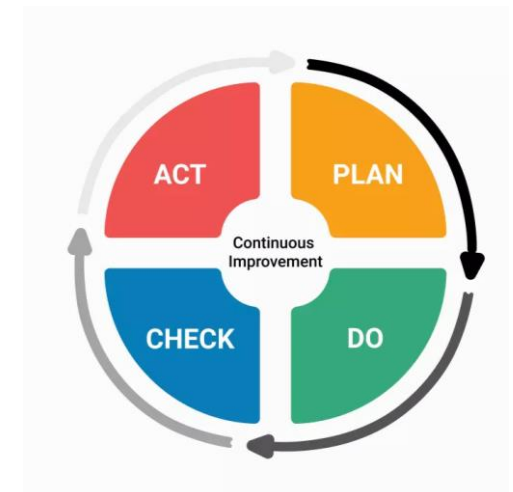 ACT
PLAN
Continuous
Improvement
CHECK
DO